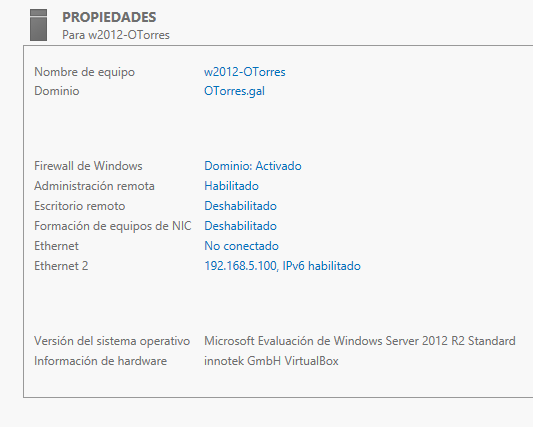 PROPIEDADES
Para w2012-OTorres
Nombre de equipo w2012-OTorres
Dominio OTorres.gal
Firewall de Windows Dominio: Activado
Administración remota Habilitado
Escritorio remoto Deshabilitado
Formación de equipos de NIC Deshabilitado
Ethernet No conectado
Ethernet 2 192.168.5.100, IPv6 habilitado
Versión del sistema operativo Microsoft Evaluación de Windows Server 2012 R2 Standard
Información de hardware innotek GmbH VirtualBox